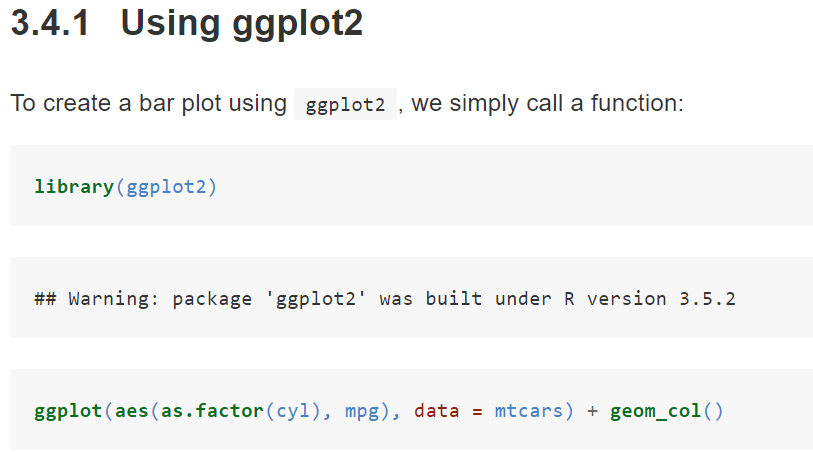 3.4.1 Using ggplot2
To create a bar plot using ggplot2 , we simply call a function:
library(ggplot2)
## Warning: package 'ggplot2' was built under R version 3.5.2
ggplot(aes(as.factor(cyl), mpg), data = mtcars) + geom_col()